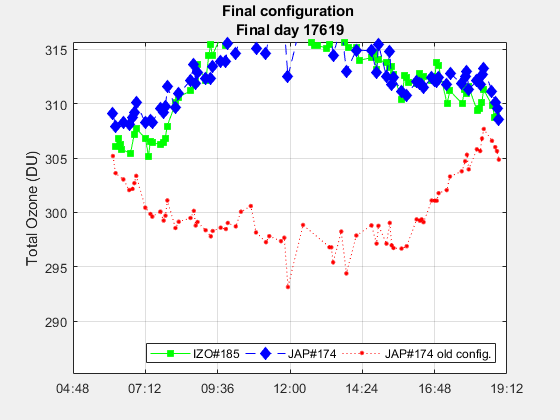 Final configuration
Final day 17619
Total Ozone (DU)
315
310
305
300
295
290
IZO#185 JAP#174 JAP#174 old config.
04:48 07:12 09:36 12:00 14:24 16:48 19:12